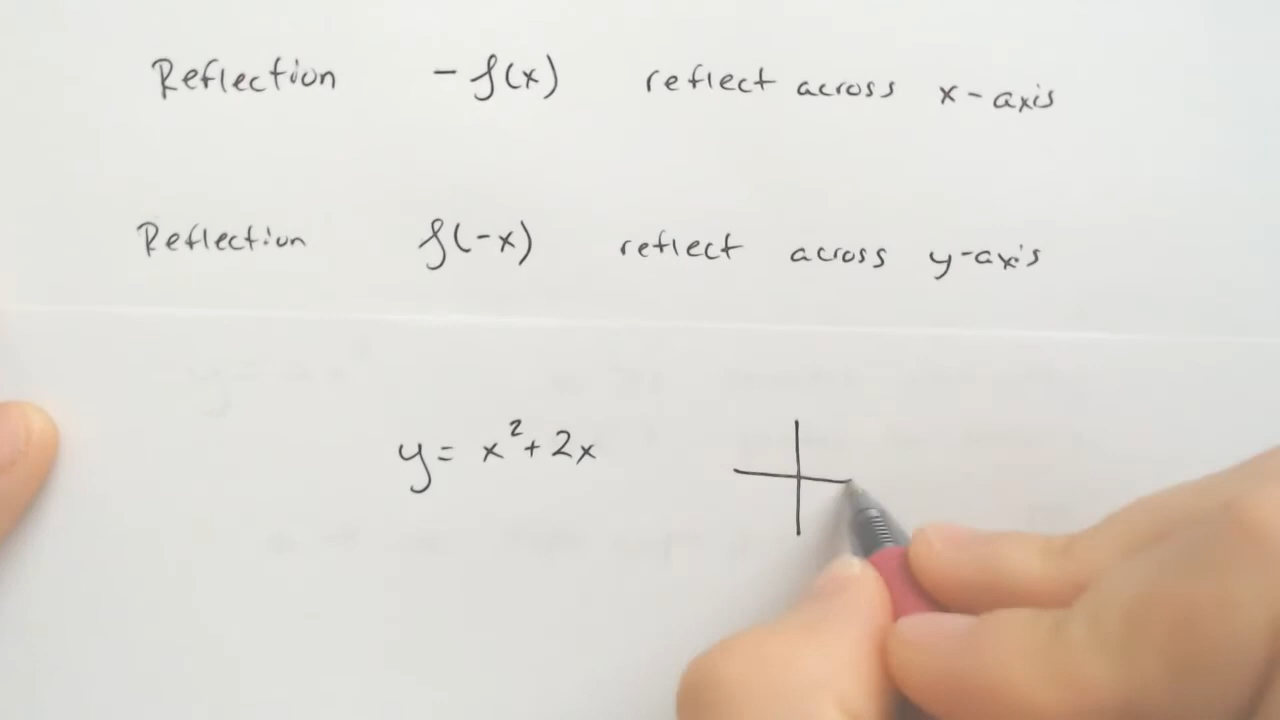 Reflection -f(x) reflect across x-axis
Reflection f(-x) reflect across y-axis
y = x²+2x